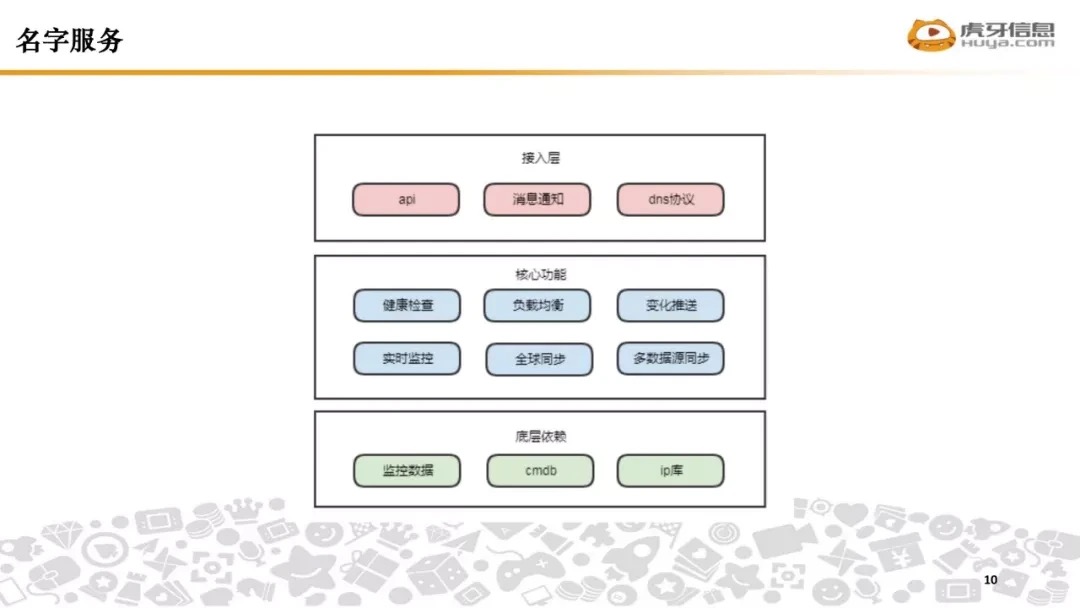 名字服务
虎牙信息
Huya.com
接入层
api 消息通知 dns协议
核心功能
健康检查 负载均衡 变化推送
实时监控 全球同步 多数据源同步
底层依赖
监控数据 cmdb ip库
10